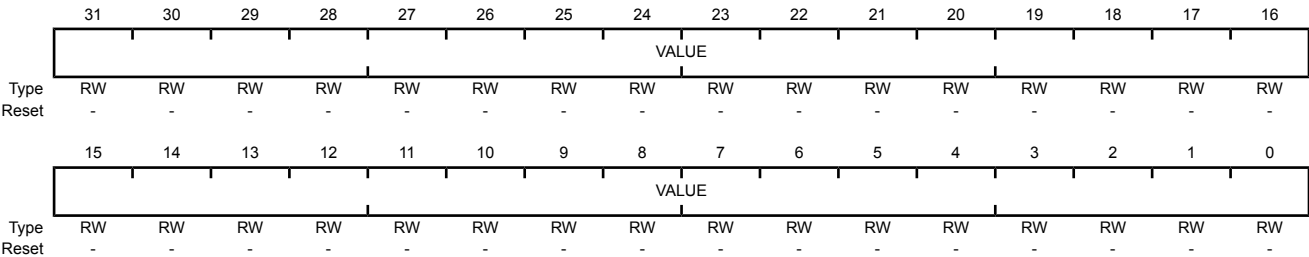 31 30 29 28 27 26 25 24 23 22 21 20 19 18 17 16
VALUE
Type RW RW RW RW RW RW RW RW RW RW RW RW RW RW RW RW
Reset - - - - - - - - - - - - - - - -
15 14 13 12 11 10 9 8 7 6 5 4 3 2 1 0
VALUE
Type RW RW RW RW RW RW RW RW RW RW RW RW RW RW RW RW
Reset - - - - - - - - - - - - - - - -